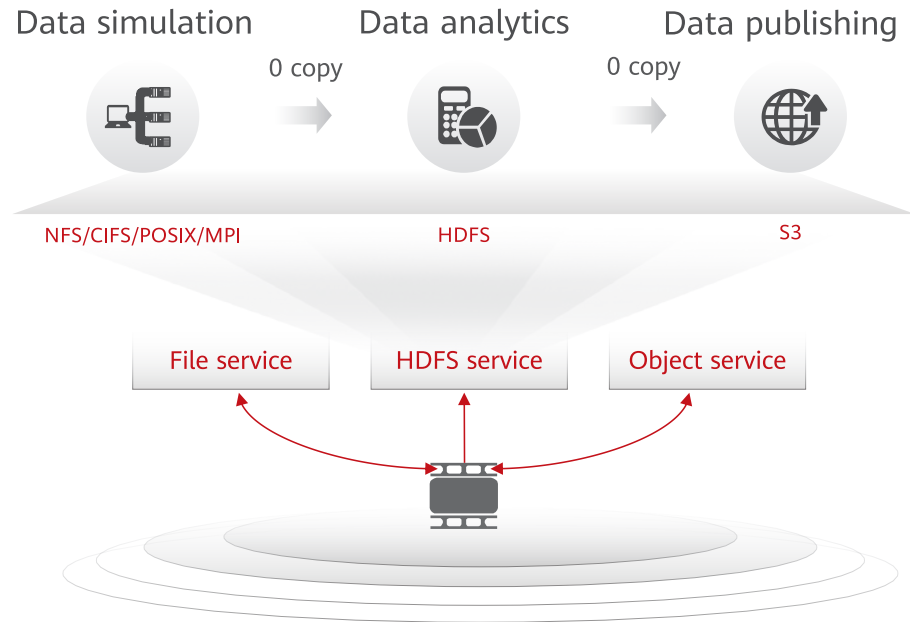 Data simulation
Data analytics
Data publishing
0 copy
0 copy
NFS/CIFS/POSIX/MPI
HDFS
S3
File service
HDFS service
Object service